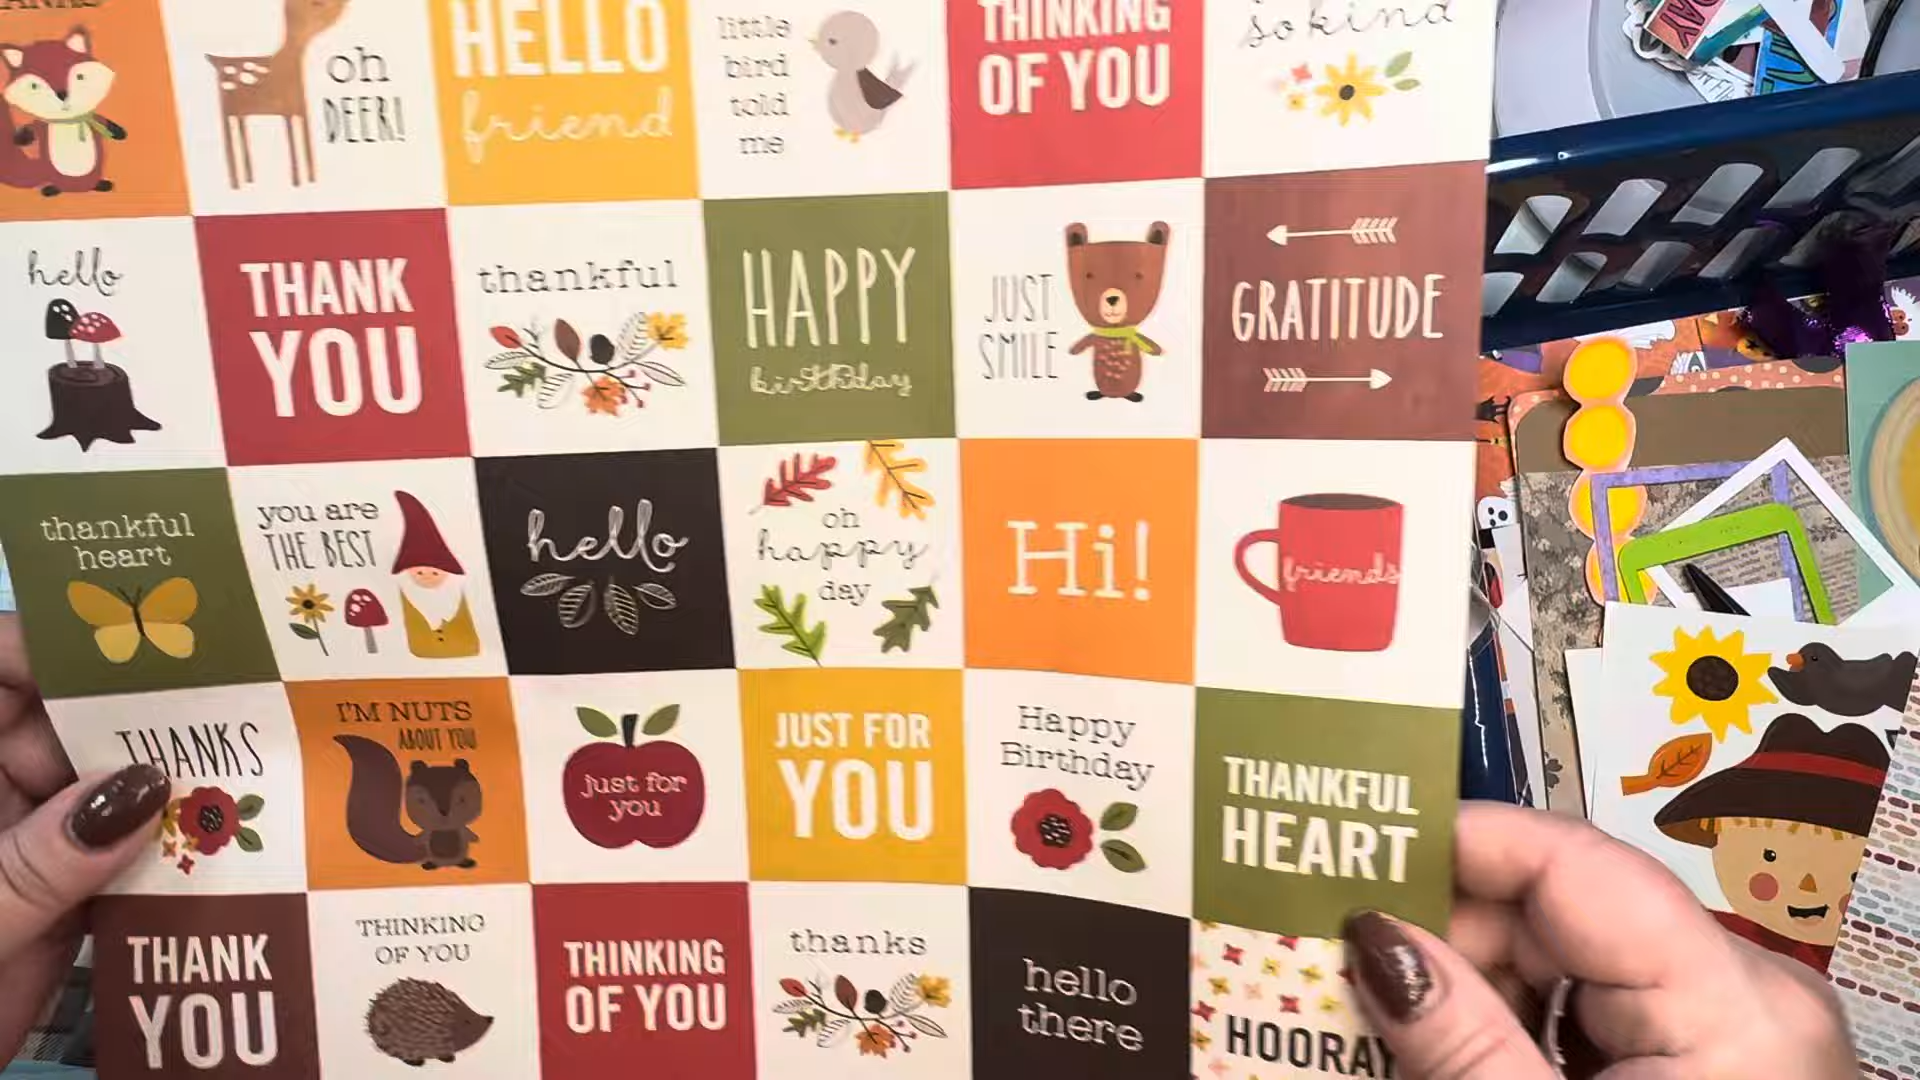 THANKS
oh
DEER!
HELLO
friend
little
bird
told
me
THINKING
OF YOU
so kind
hello
THANK
YOU
thankful
HAPPY
birthday
JUST
SMILE
GRATITUDE
thankful
heart
you are
THE BEST
hello
oh
happy
day
Hi!
friends
THANKS
I'M NUTS
ABOUT YOU
just for
you
JUST FOR
YOU
Happy
Birthday
THANKFUL
HEART
THANK
YOU
THINKING
OF YOU
THINKING
OF YOU
thanks
hello
there
HOORAY